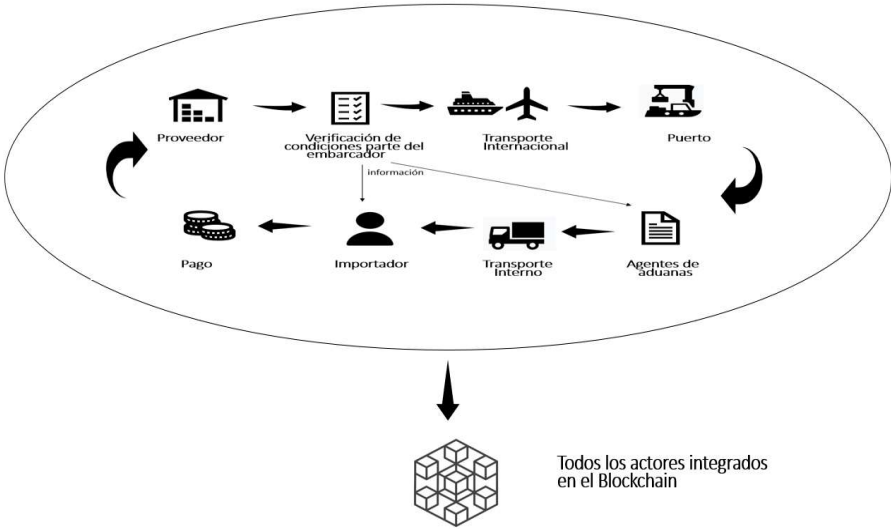 Proveedor
Verificación de
condiciones parte del
embarcador
Transporte
Internacional
Puerto
información
Pago
Importador
Transporte
Interno
Agentes de
aduanas
Todos los actores integrados
en el Blockchain